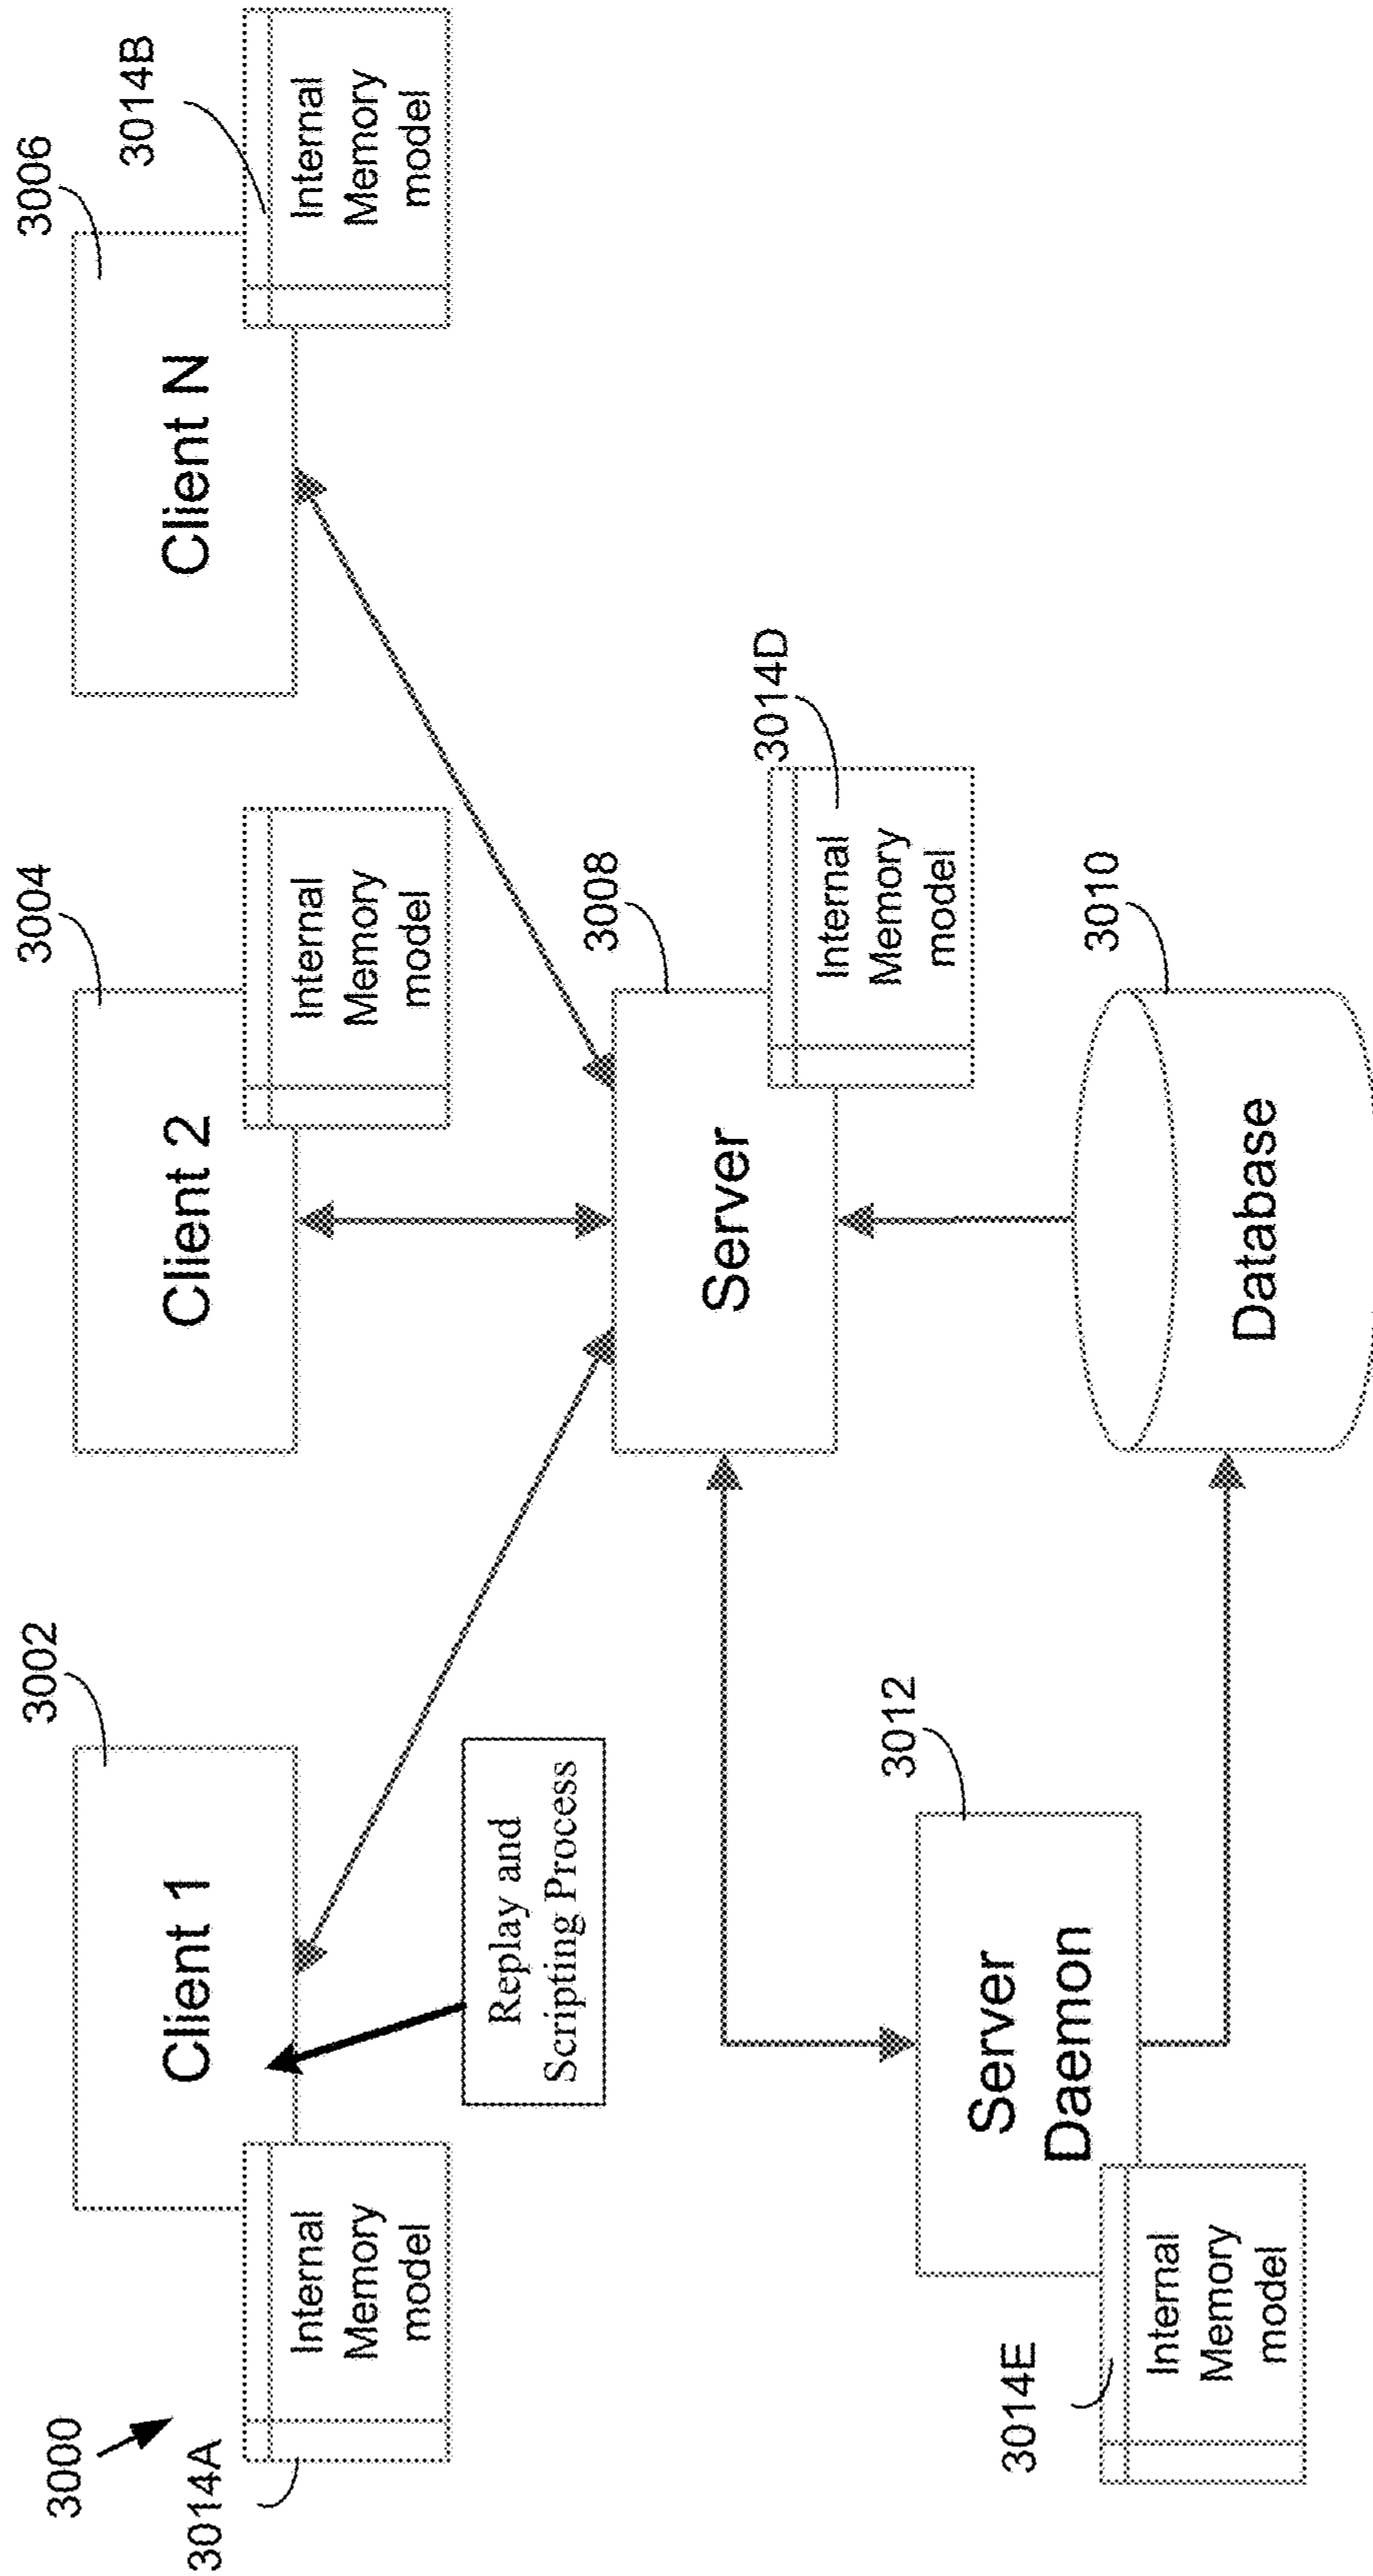 3000
3014A
Internal
Memory
model
Client 1
3002
Replay and
Scripting Process
Client 2
3004
Internal
Memory
model
Client N
3006
3014B
Internal
Memory
model
Server
3008
3014D
Internal
Memory
model
Server
Daemon
3012
3014E
Internal
Memory
model
Database
3010